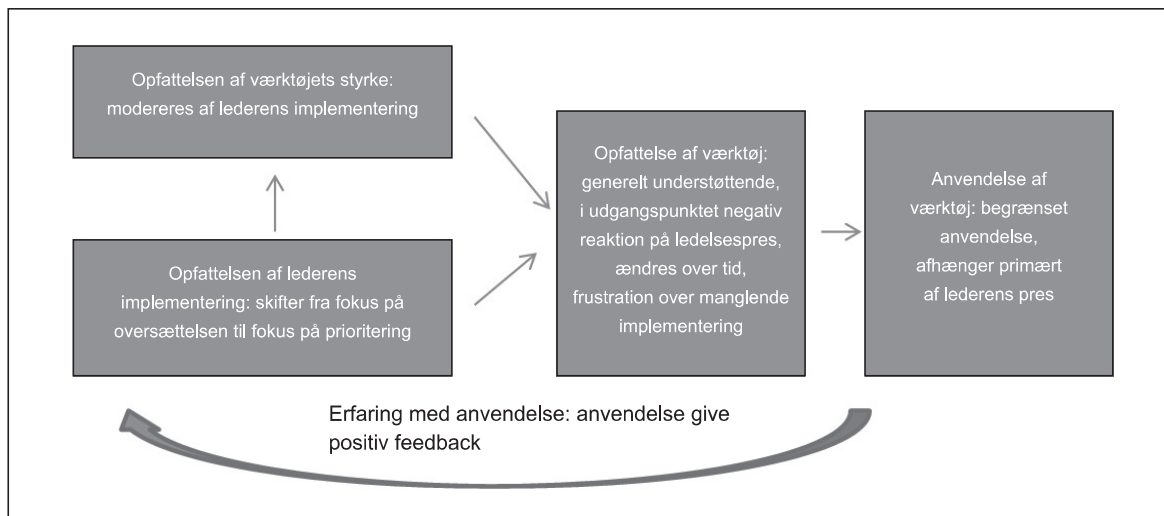 Opfattelsen af værktøjets styrke:
modereres af lederens implementering
Opfattelsen af lederens
implementering: skifter fra fokus på
oversættelsen til fokus på prioritering
Opfattelse af værktøj:
generelt understøttende,
i udgangspunktet negativ
reaktion på ledelsespres,
ændres over tid,
frustration over manglende
implementering
Anvendelse af
værktøj: begrænset
anvendelse,
afhænger primært
af lederens pres
Erfaring med anvendelse: anvendelse give
positiv feedback